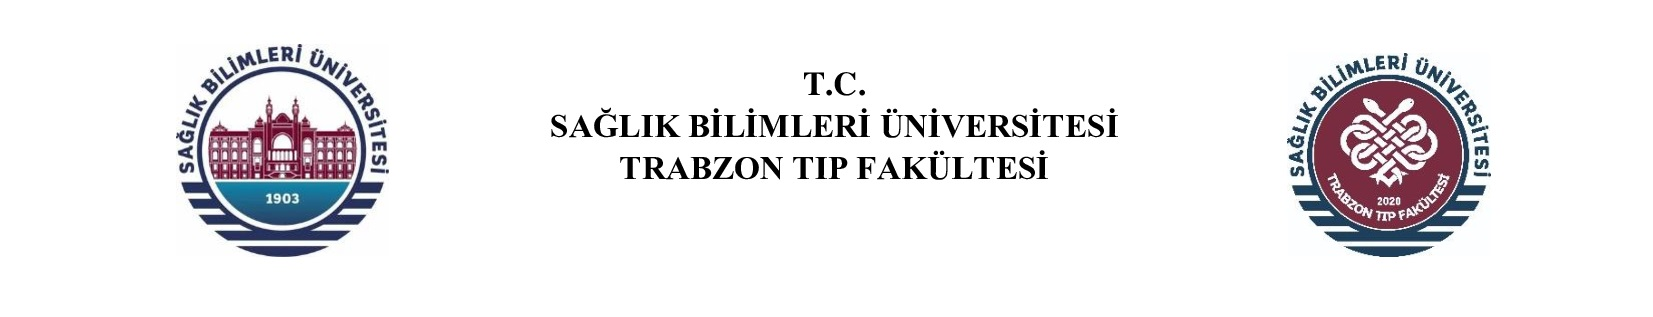 SAĞLIK BİLİMLERİ ÜNİVERSİTESİ
1903
T.C.
SAĞLIK BİLİMLERİ ÜNİVERSİTESİ
TRABZON TIP FAKÜLTESİ
SAĞLIK BİLİMLERİ ÜNİVERSİTESİ
2020
TRABZON TIP FAKÜLTESİ